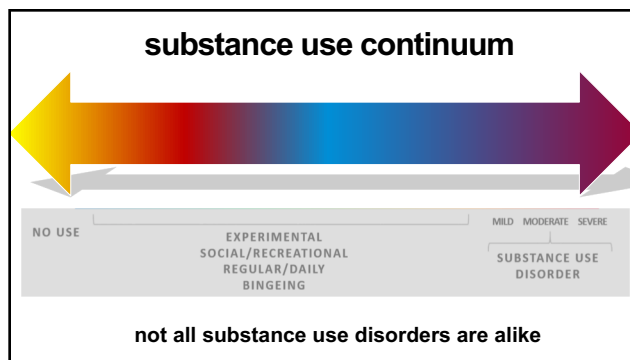 substance use continuum
NO USE
EXPERIMENTAL
SOCIAL/RECREATIONAL
REGULAR/DAILY
BINGEING
MILD MODERATE SEVERE
SUBSTANCE USE
DISORDER
not all substance use disorders are alike